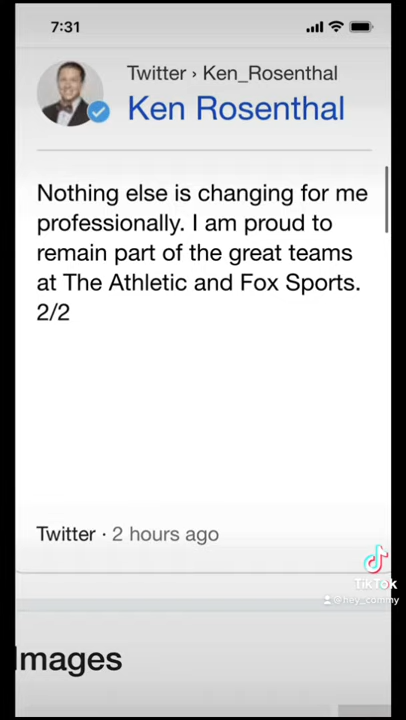 7:31
Twitter › Ken_Rosenthal
Ken Rosenthal
Nothing else is changing for me
professionally. I am proud to
remain part of the great teams
at The Athletic and Fox Sports.
2/2
Twitter · 2 hours ago
TikTok
@hey_cammy
Images